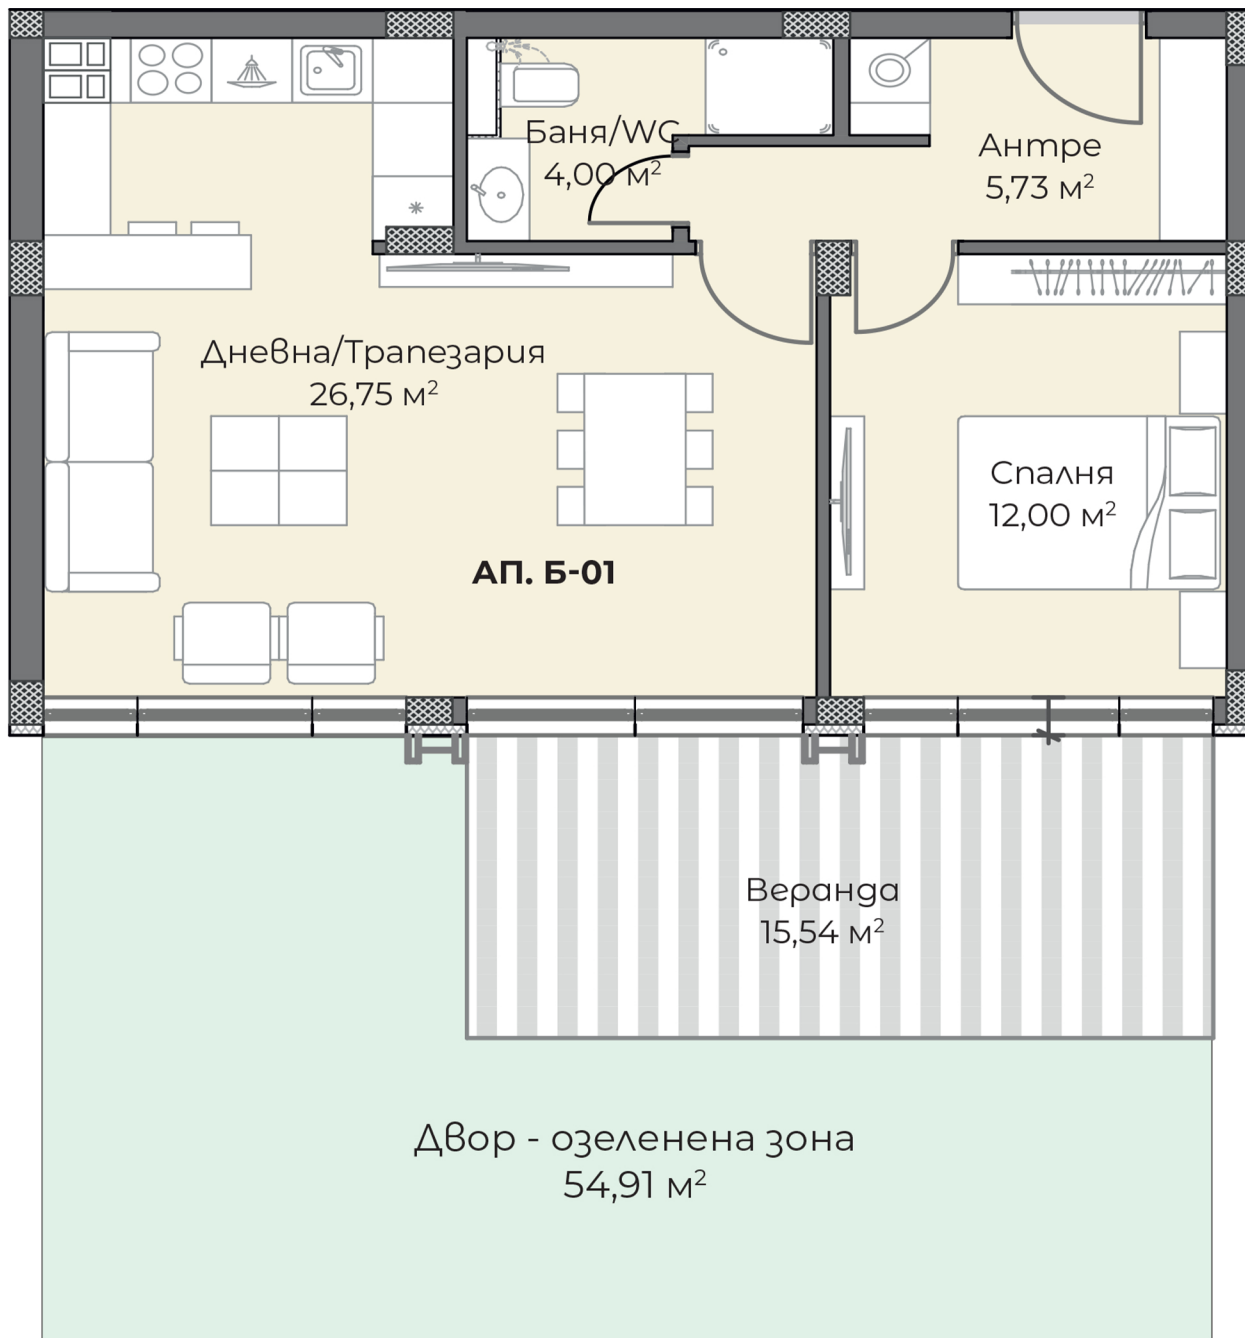 Баня/WC
4,00 м²
Антре
5,73 м²
Дневна/Трапезария
26,75 м²
Спалня
12,00 м²
АП. Б-01
Веранда
15,54 м²
Двор - озеленена зона
54,91 м²